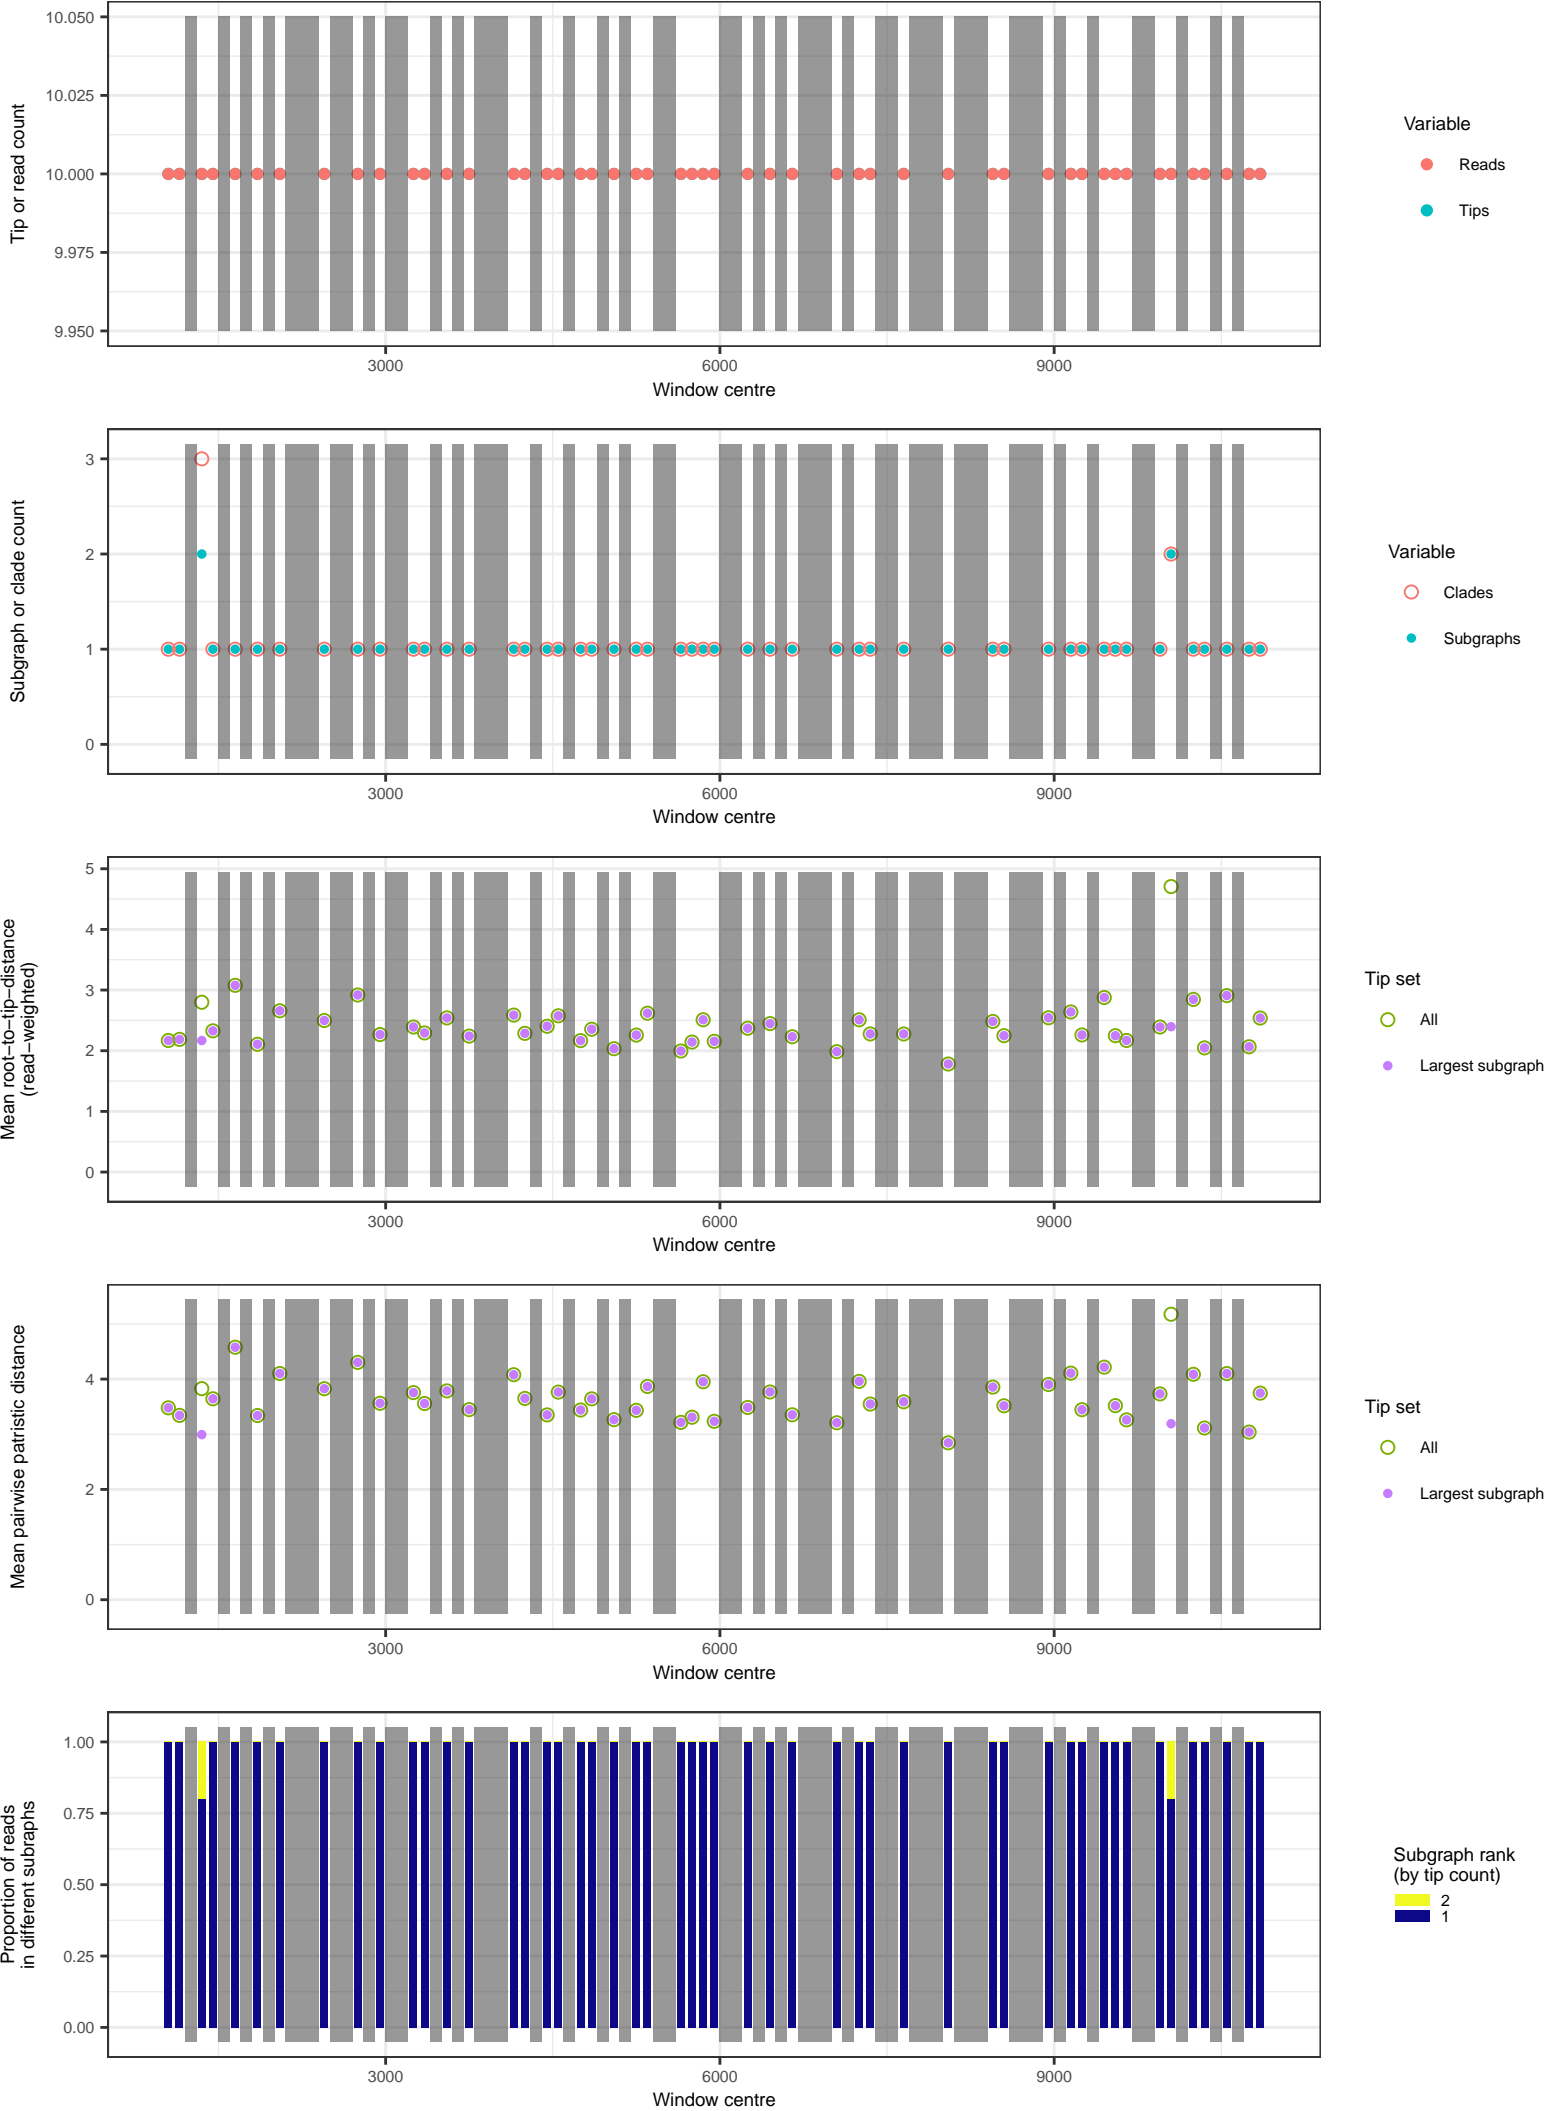 10.050
10.025
10.000
9.975
9.950
Tip or read count
3000
6000
9000
Window centre
Variable
Reads
Tips
3
2
1
0
Subgraph or clade count
3000
6000
9000
Window centre
Variable
Clades
Subgraphs
5
4
3
2
1
0
Mean root−to−tip−distance
(read−weighted)
3000
6000
9000
Window centre
Tip set
All
Largest subgraph
4
2
0
Mean pairwise patristic distance
3000
6000
9000
Window centre
Tip set
All
Largest subgraph
1.00
0.75
0.50
0.25
0.00
Proportion of reads
in different subraphs
3000
6000
9000
Window centre
Subgraph rank
(by tip count)
2
1